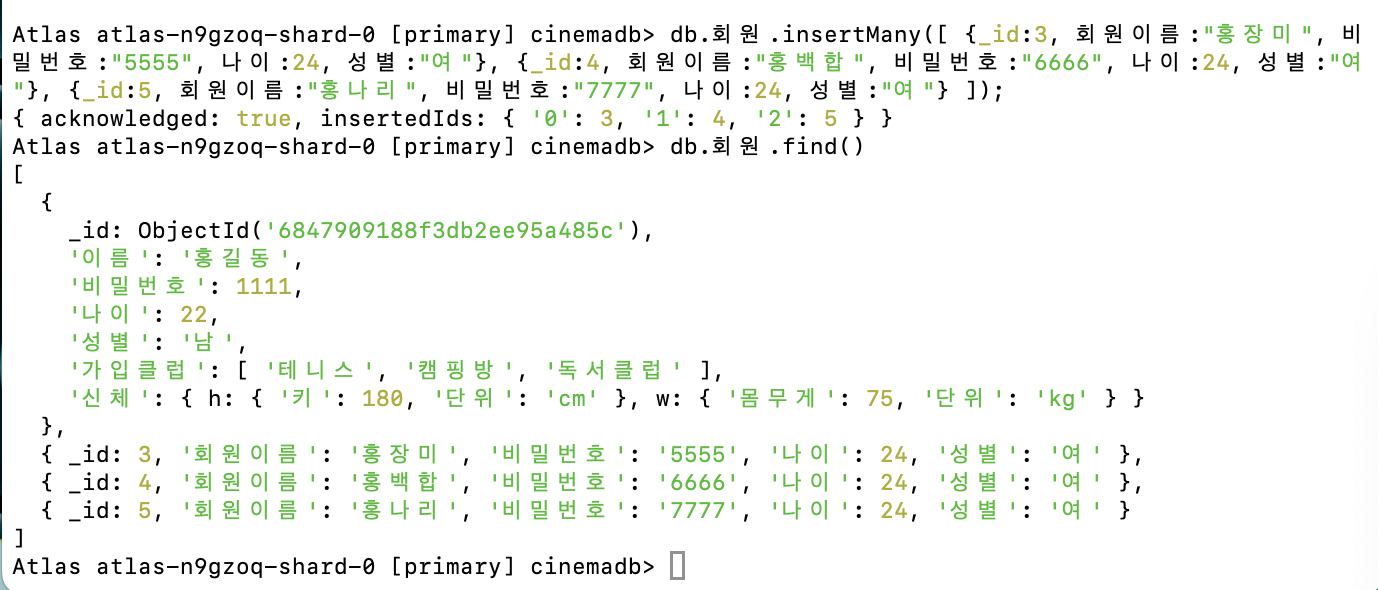 Atlas atlas-n9gzoq-shard-0 [primary] cinemadb> db.회원.insertMany([ {_id:3, 회원이름:"홍장미", 비
밀번호:"5555", 나이:24, 성별:"여"}, {_id:4, 회원이름:"홍백합", 비밀번호:"6666", 나이:24, 성별:"여
"}, {_id:5, 회원이름:"홍나리", 비밀번호:"7777", 나이:24, 성별:"여"} ]);
{ acknowledged: true, insertedIds: { '0': 3, '1': 4, '2': 5 } }
Atlas atlas-n9gzoq-shard-0 [primary] cinemadb> db.회원.find()
[
  {
    _id: ObjectId('6847909188f3db2ee95a485c'),
    '이름': '홍길동',
    '비밀번호': 1111,
    '나이': 22,
    '성별': '남',
    '가입클럽': [ '테니스', '캠핑방', '독서클럽' ],
    '신체': { h: { '키': 180, '단위': 'cm' }, w: { '몸무게': 75, '단위': 'kg' } }
  },
  { _id: 3, '회원이름': '홍장미', '비밀번호': '5555', '나이': 24, '성별': '여' },
  { _id: 4, '회원이름': '홍백합', '비밀번호': '6666', '나이': 24, '성별': '여' },
  { _id: 5, '회원이름': '홍나리', '비밀번호': '7777', '나이': 24, '성별': '여' }
]
Atlas atlas-n9gzoq-shard-0 [primary] cinemadb>